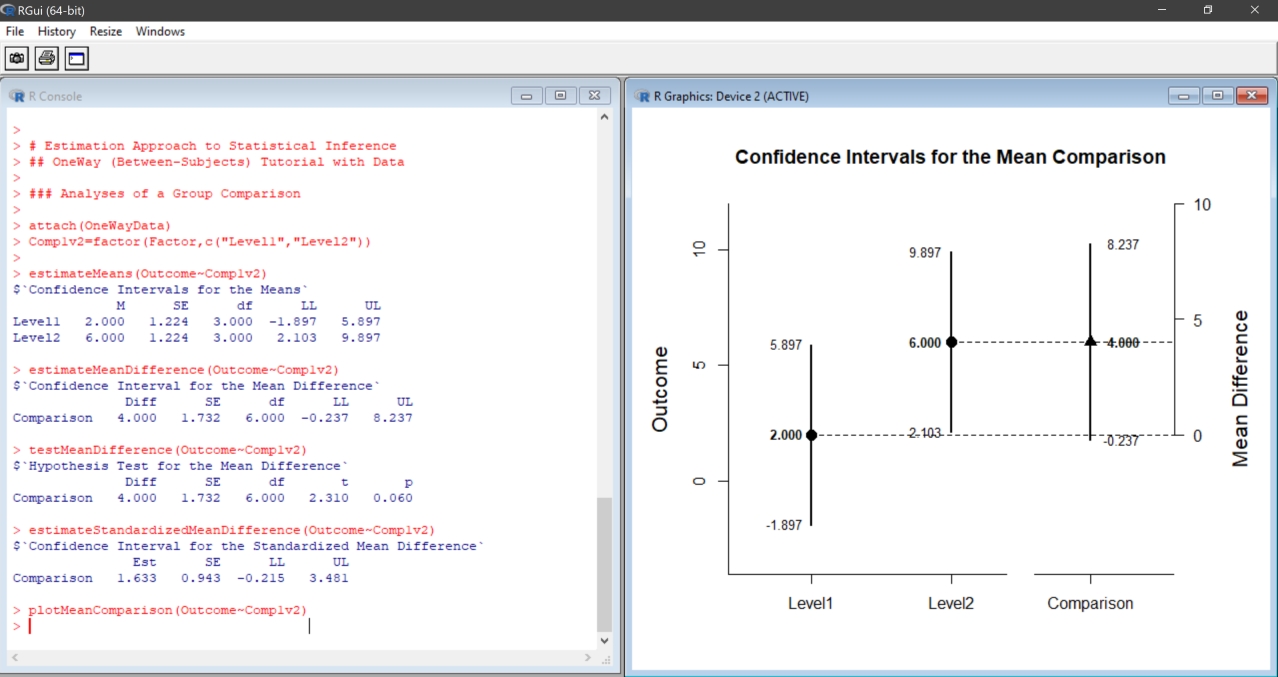 RGui (64-bit)
File History Resize Windows
R Console
>
> # Estimation Approach to Statistical Inference
> ## OneWay (Between-Subjects) Tutorial with Data
>
> ### Analyses of a Group Comparison
>
> attach(OneWayData)
> Comp1v2=factor(Factor,c("Level1","Level2"))
>
> estimateMeans(Outcome~Comp1v2)
$`Confidence Intervals for the Means`
M SE df LL UL
Level1 2.000 1.224 3.000 -1.897 5.897
Level2 6.000 1.224 3.000 2.103 9.897
> estimateMeanDifference(Outcome~Comp1v2)
$`Confidence Interval for the Mean Difference`
Diff SE df LL UL
Comparison 4.000 1.732 6.000 -0.237 8.237
> testMeanDifference(Outcome~Comp1v2)
$`Hypothesis Test for the Mean Difference`
Diff SE df t p
Comparison 4.000 1.732 6.000 2.310 0.060
> estimateStandardizedMeanDifference(Outcome~Comp1v2)
$`Confidence Interval for the Standardized Mean Difference`
Est SE LL UL
Comparison 1.633 0.943 -0.215 3.481
> plotMeanComparison(Outcome~Comp1v2)
>
R Graphics: Device 2 (ACTIVE)
Confidence Intervals for the Mean Comparison
Outcome
10
5
0
5.897
2.000
-1.897
9.897
6.000
2.103
8.237
4.000
-0.237
10
5
0
Mean Difference
Level1 Level2 Comparison